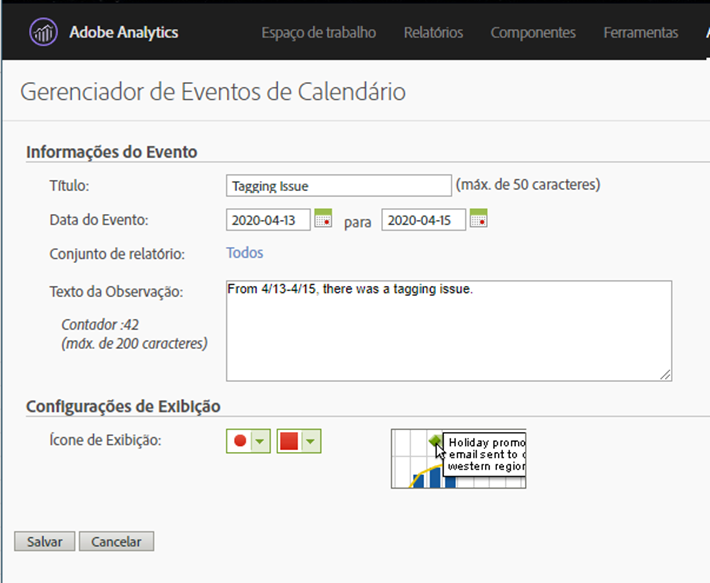 Adobe Analytics Espaço de trabalho Relatórios Componentes Ferramentas
Gerenciador de Eventos de Calendário
Informações do Evento
Título: Tagging Issue (máx. de 50 caracteres)
Data do Evento: 2020-04-13 para 2020-04-15
Conjunto de relatório: Todos
Texto da Observação: From 4/13-4/15, there was a tagging issue.
Contador :42
(máx. de 200 caracteres)
Configurações de Exibição
Ícone de Exibição:
Holiday promo
email sent to
western region
Salvar Cancelar